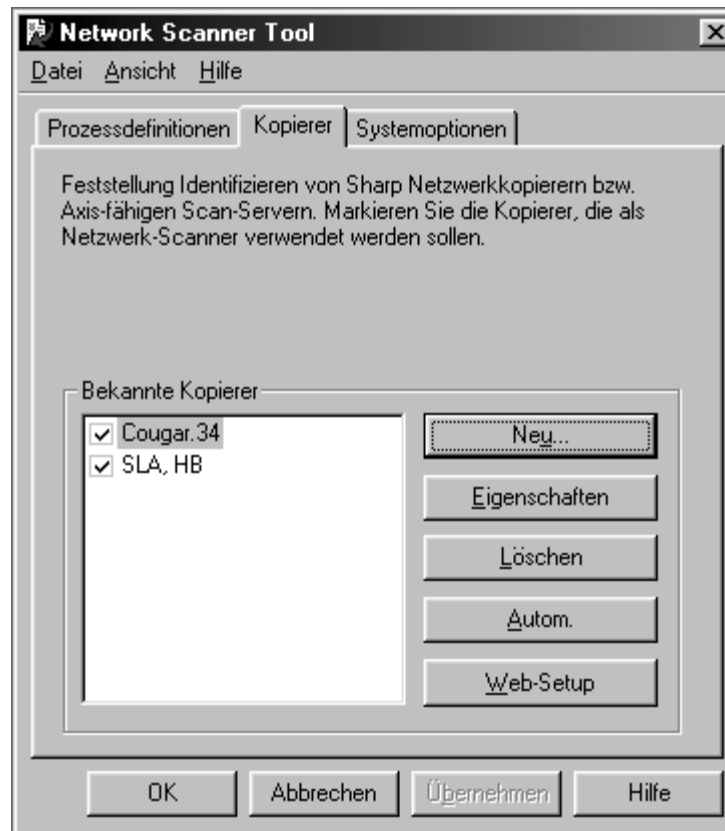 Network Scanner Tool
Datei Ansicht Hilfe
Prozessdefinitionen Kopierer Systemoptionen
Feststellung Identifizieren von Sharp Netzwerkkopierern bzw.
Axis-fähigen Scan-Servern. Markieren Sie die Kopierer, die als
Netzwerk-Scanner verwendet werden sollen.
Bekannte Kopierer
Cougar.34
SLA, HB
Neu...
Eigenschaften
Löschen
Autom.
Web-Setup
OK Abbrechen Übernehmen Hilfe